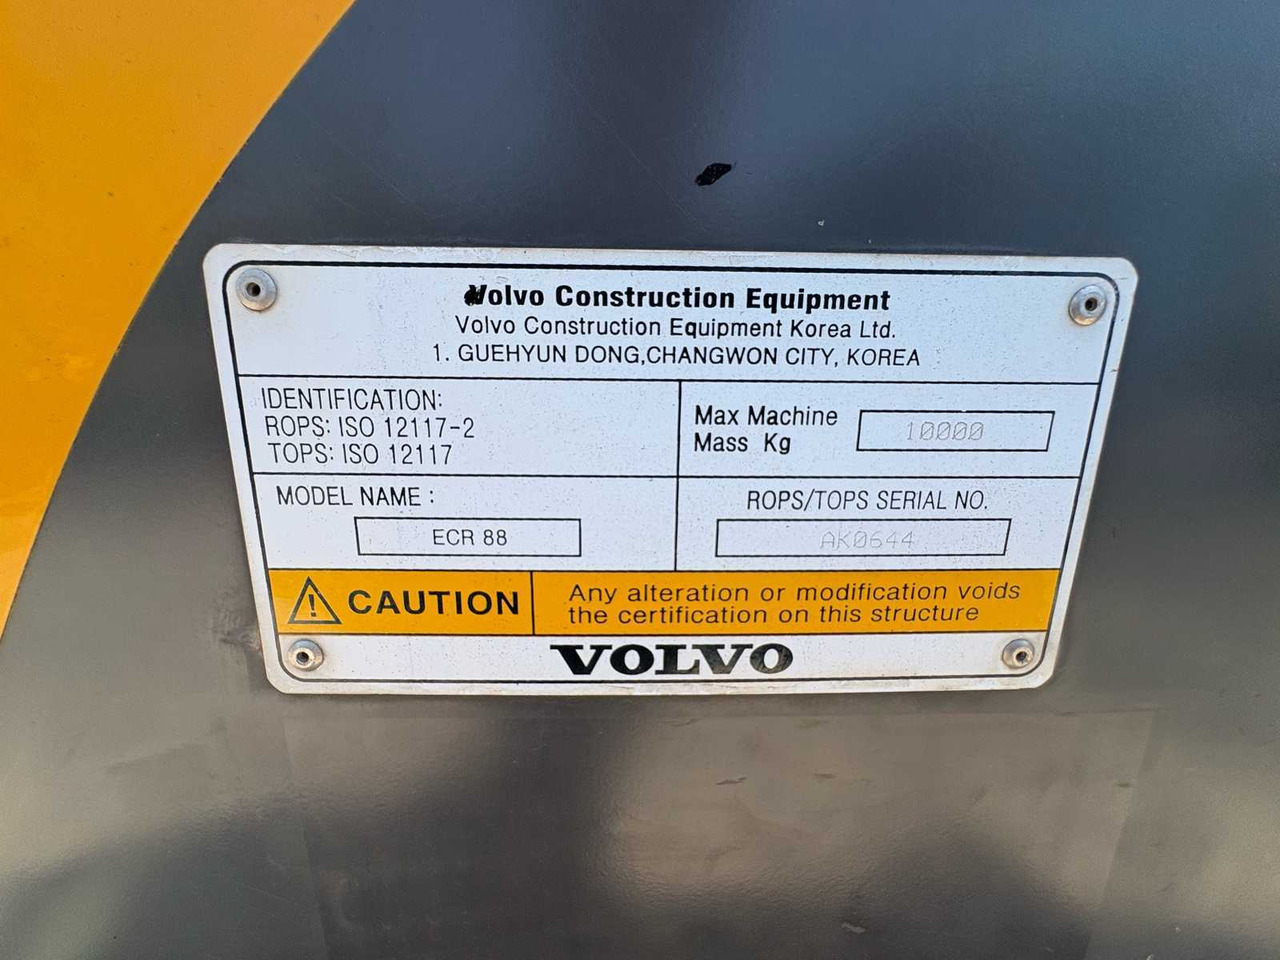 Volvo Construction Equipment
Volvo Construction Equipment Korea Ltd.
1. GUEHYUN DONG,CHANGWON CITY, KOREA
IDENTIFICATION:
ROPS: ISO 12117-2
TOPS: ISO 12117
Max Machine
Mass Kg
10000
MODEL NAME :
ECR 88
ROPS/TOPS SERIAL NO.
AK0644
CAUTION
Any alteration or modification voids
the certification on this structure
VOLVO